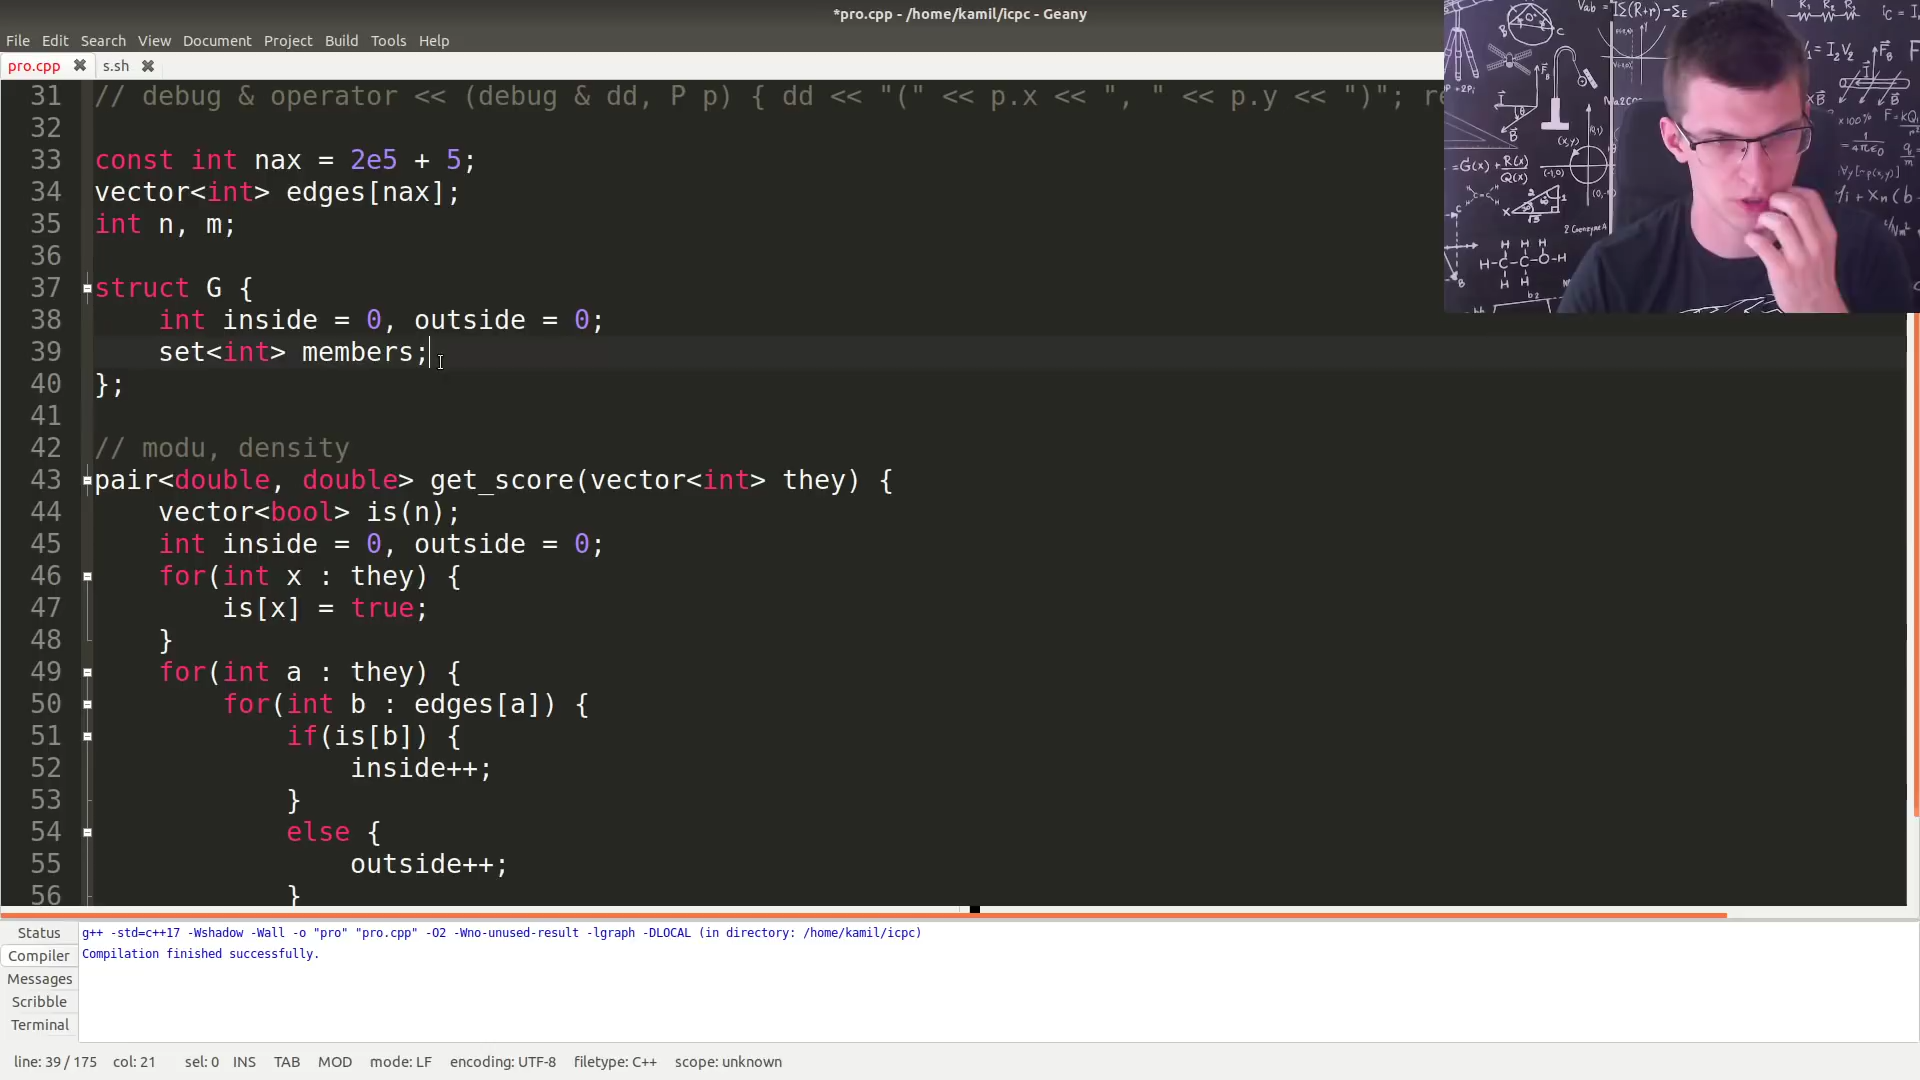 *pro.cpp - /home/kamil/icpc - Geany
File Edit Search View Document Project Build Tools Help
pro.cpp s.sh
31 // debug & operator << (debug & dd, P p) { dd << "(" << p.x << ", " << p.y << ")"; re
32
33 const int nax = 2e5 + 5;
34 vector<int> edges[nax];
35 int n, m;
36
37 struct G {
38 int inside = 0, outside = 0;
39 set<int> members;
40 };
41
42 // modu, density
43 pair<double, double> get_score(vector<int> they) {
44 vector<bool> is(n);
45 int inside = 0, outside = 0;
46 for(int x : they) {
47 is[x] = true;
48 }
49 for(int a : they) {
50 for(int b : edges[a]) {
51 if(is[b]) {
52 inside++;
53 }
54 else {
55 outside++;
56 }
Status
Compiler
Messages
Scribble
Terminal
g++ -std=c++17 -Wshadow -Wall -o "pro" "pro.cpp" -O2 -Wno-unused-result -lgraph -DLOCAL (in directory: /home/kamil/icpc)
Compilation finished successfully.
line: 39 / 175 col: 21 sel: 0 INS TAB MOD mode: LF encoding: UTF-8 filetype: C++ scope: unknown